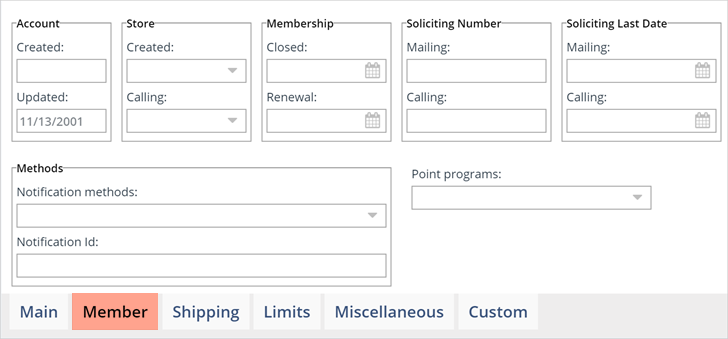 Account
Store
Membership
Soliciting Number
Soliciting Last Date
Created:
Created:
Closed:
Mailing:
Mailing:
Updated:
Calling:
Renewal:
Calling:
Calling:
11/13/2001
Methods
Point programs:
Notification methods:
Notification Id:
Main
Member
Shipping
Limits
Miscellaneous
Custom